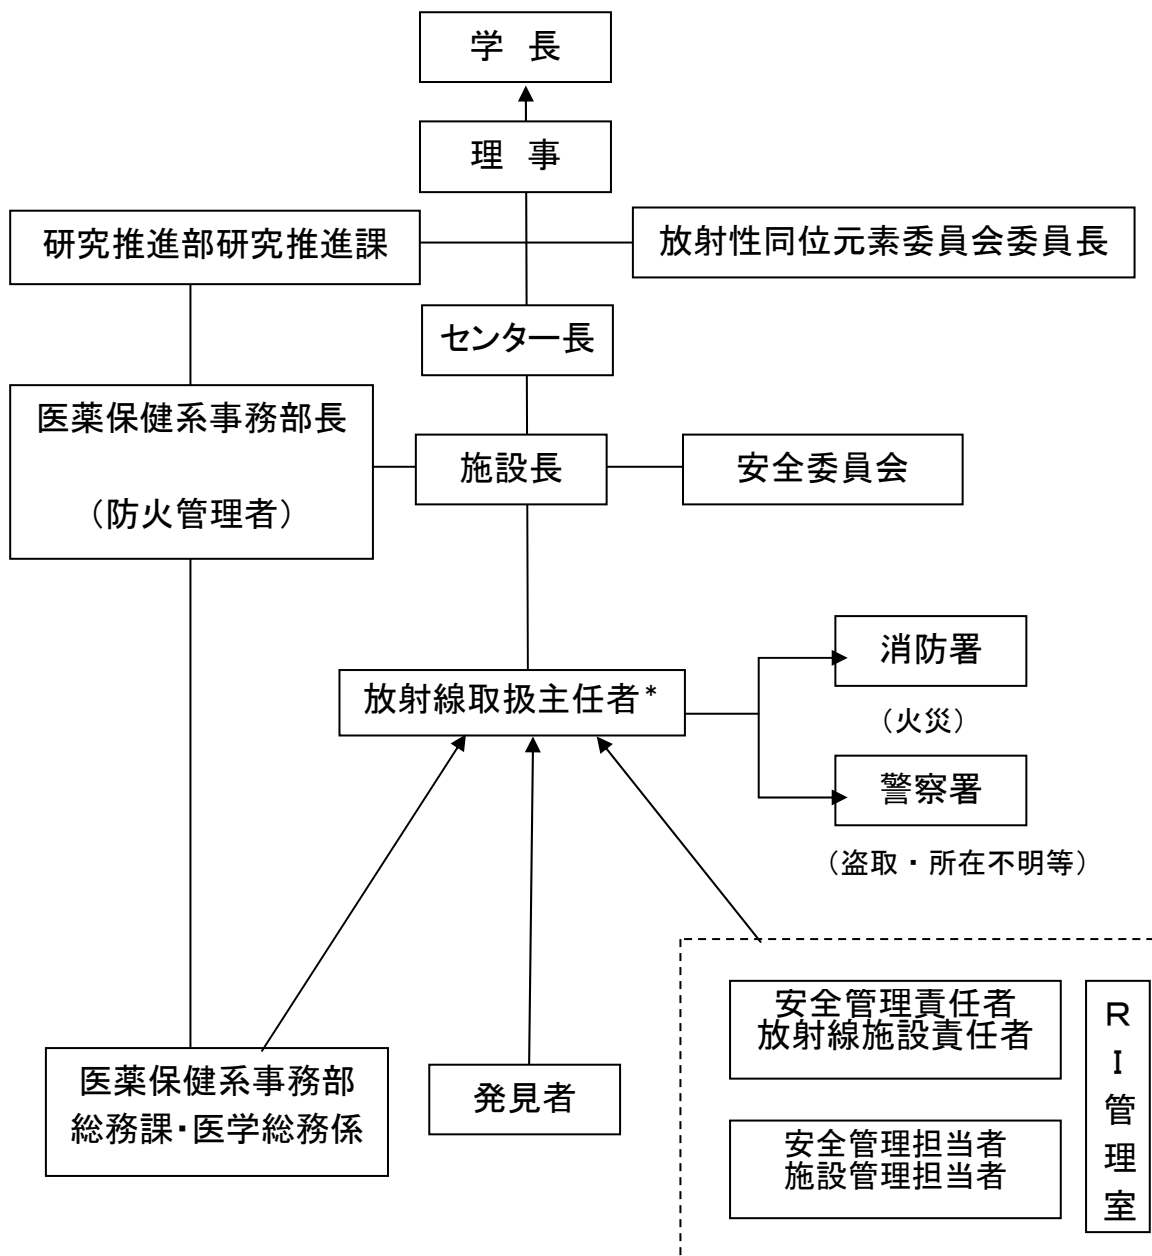 学 長
理 事
研究推進部研究推進課
放射性同位元素委員会委員長
センター長
医薬保健系事務部長
(防火管理者)
施設長
安全委員会
放射線取扱主任者*
消防署
(火災)
警察署
(盗取・所在不明等)
安全管理責任者
放射線施設責任者
安全管理担当者
施設管理担当者
RI管理室
医薬保健系事務部
総務課・医学総務係
発見者